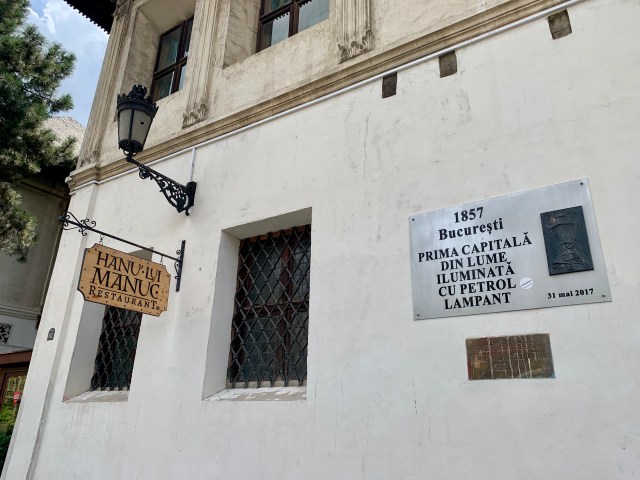 HANU' LUI
MANUC
RESTAURANT
1857
București
PRIMA CAPITALĂ
DIN LUME,
ILUMINATĂ
CU PETROL
LAMPANT
31 mai 2017